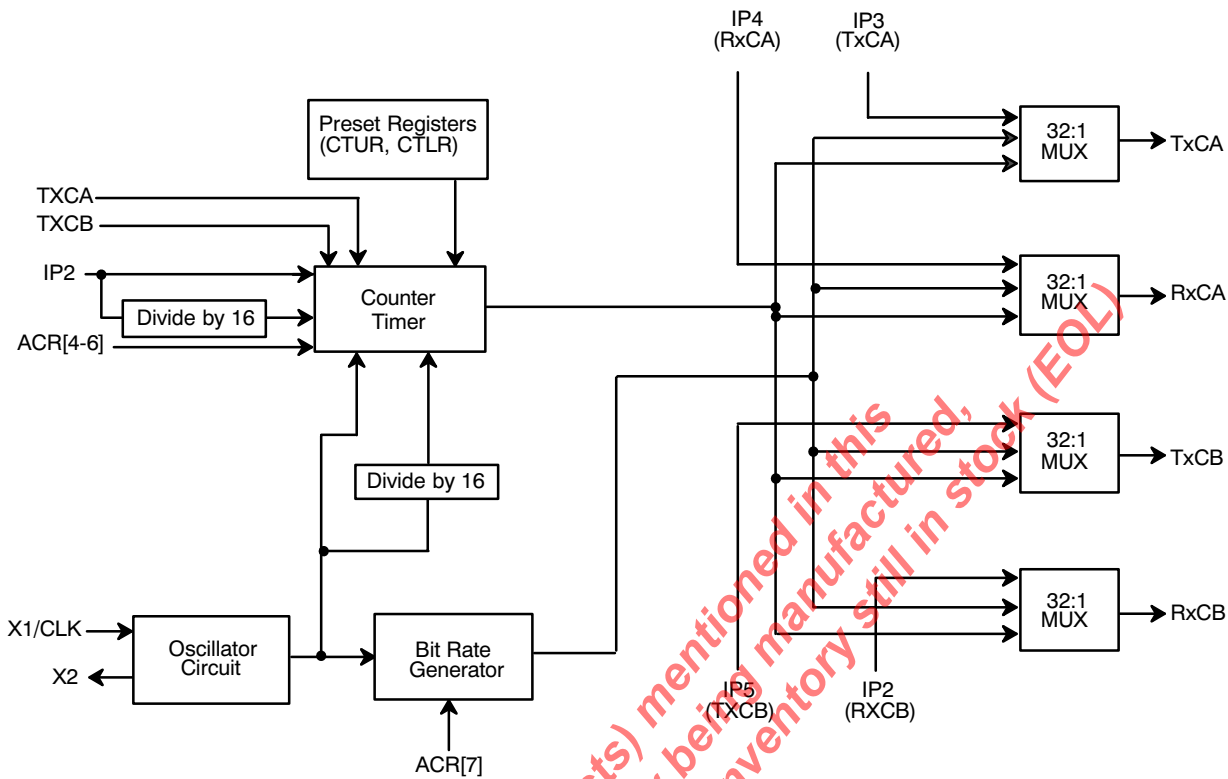 IP4
(RxCA)
IP3
(TxCA)
Preset Registers
(CTUR, CTLR)
32:1
MUX
TxCA
TXCA
TXCB
IP2
Counter
Timer
Divide by 16
ACR[4-6]
32:1
MUX
RxCA
32:1
MUX
TxCB
Divide by 16
X1/CLK
X2
Oscillator
Circuit
Bit Rate
Generator
ACR[7]
32:1
MUX
RxCB
IP5
(TXCB)
IP2
(RXCB)
mentioned in this
being manufactured,
inventory still in stock (EOL)